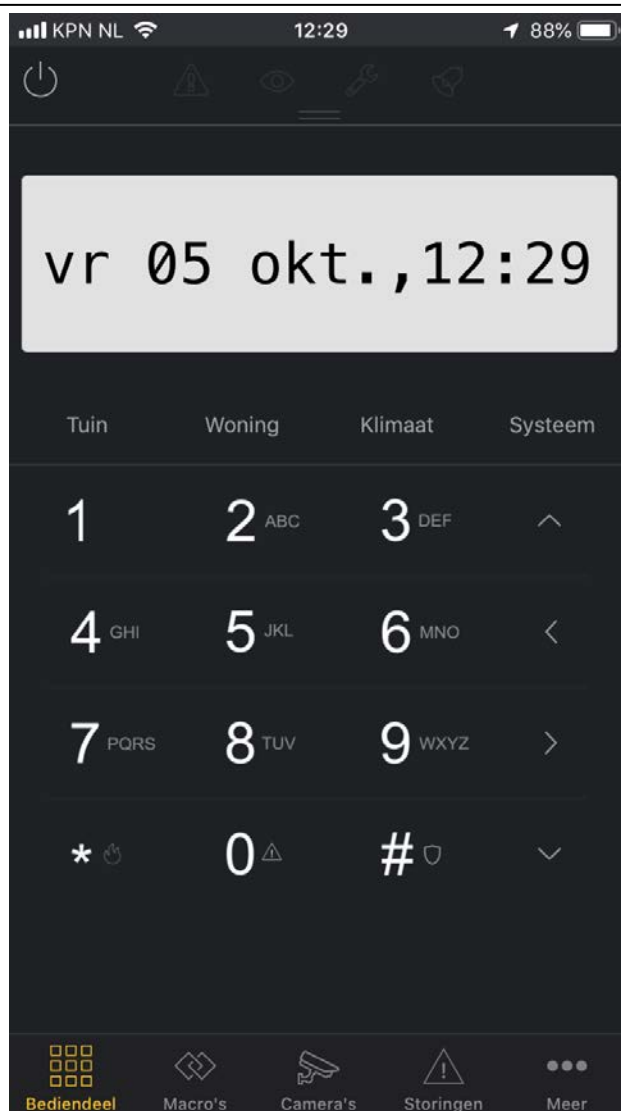 KPN NL 12:29 88%
vr 05 okt.,12:29
Tuin Woning Klimaat Systeem
1 2 ABC 3 DEF
4 GHI 5 JKL 6 MNO
7 PQRS 8 TUV 9 WXYZ
* 0 #
Bediendeel Macro's Camera's Storingen Meer